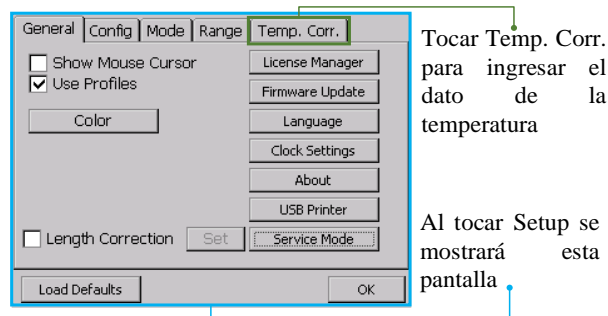 General Config Mode Range Temp. Corr.
Show Mouse Cursor
Use Profiles
Color
License Manager
Firmware Update
Language
Clock Settings
About
USB Printer
Length Correction Set Service Mode
Load Defaults OK
Tocar Temp. Corr.
para ingresar el
dato de la
temperatura
Al tocar Setup se
mostrará esta
pantalla